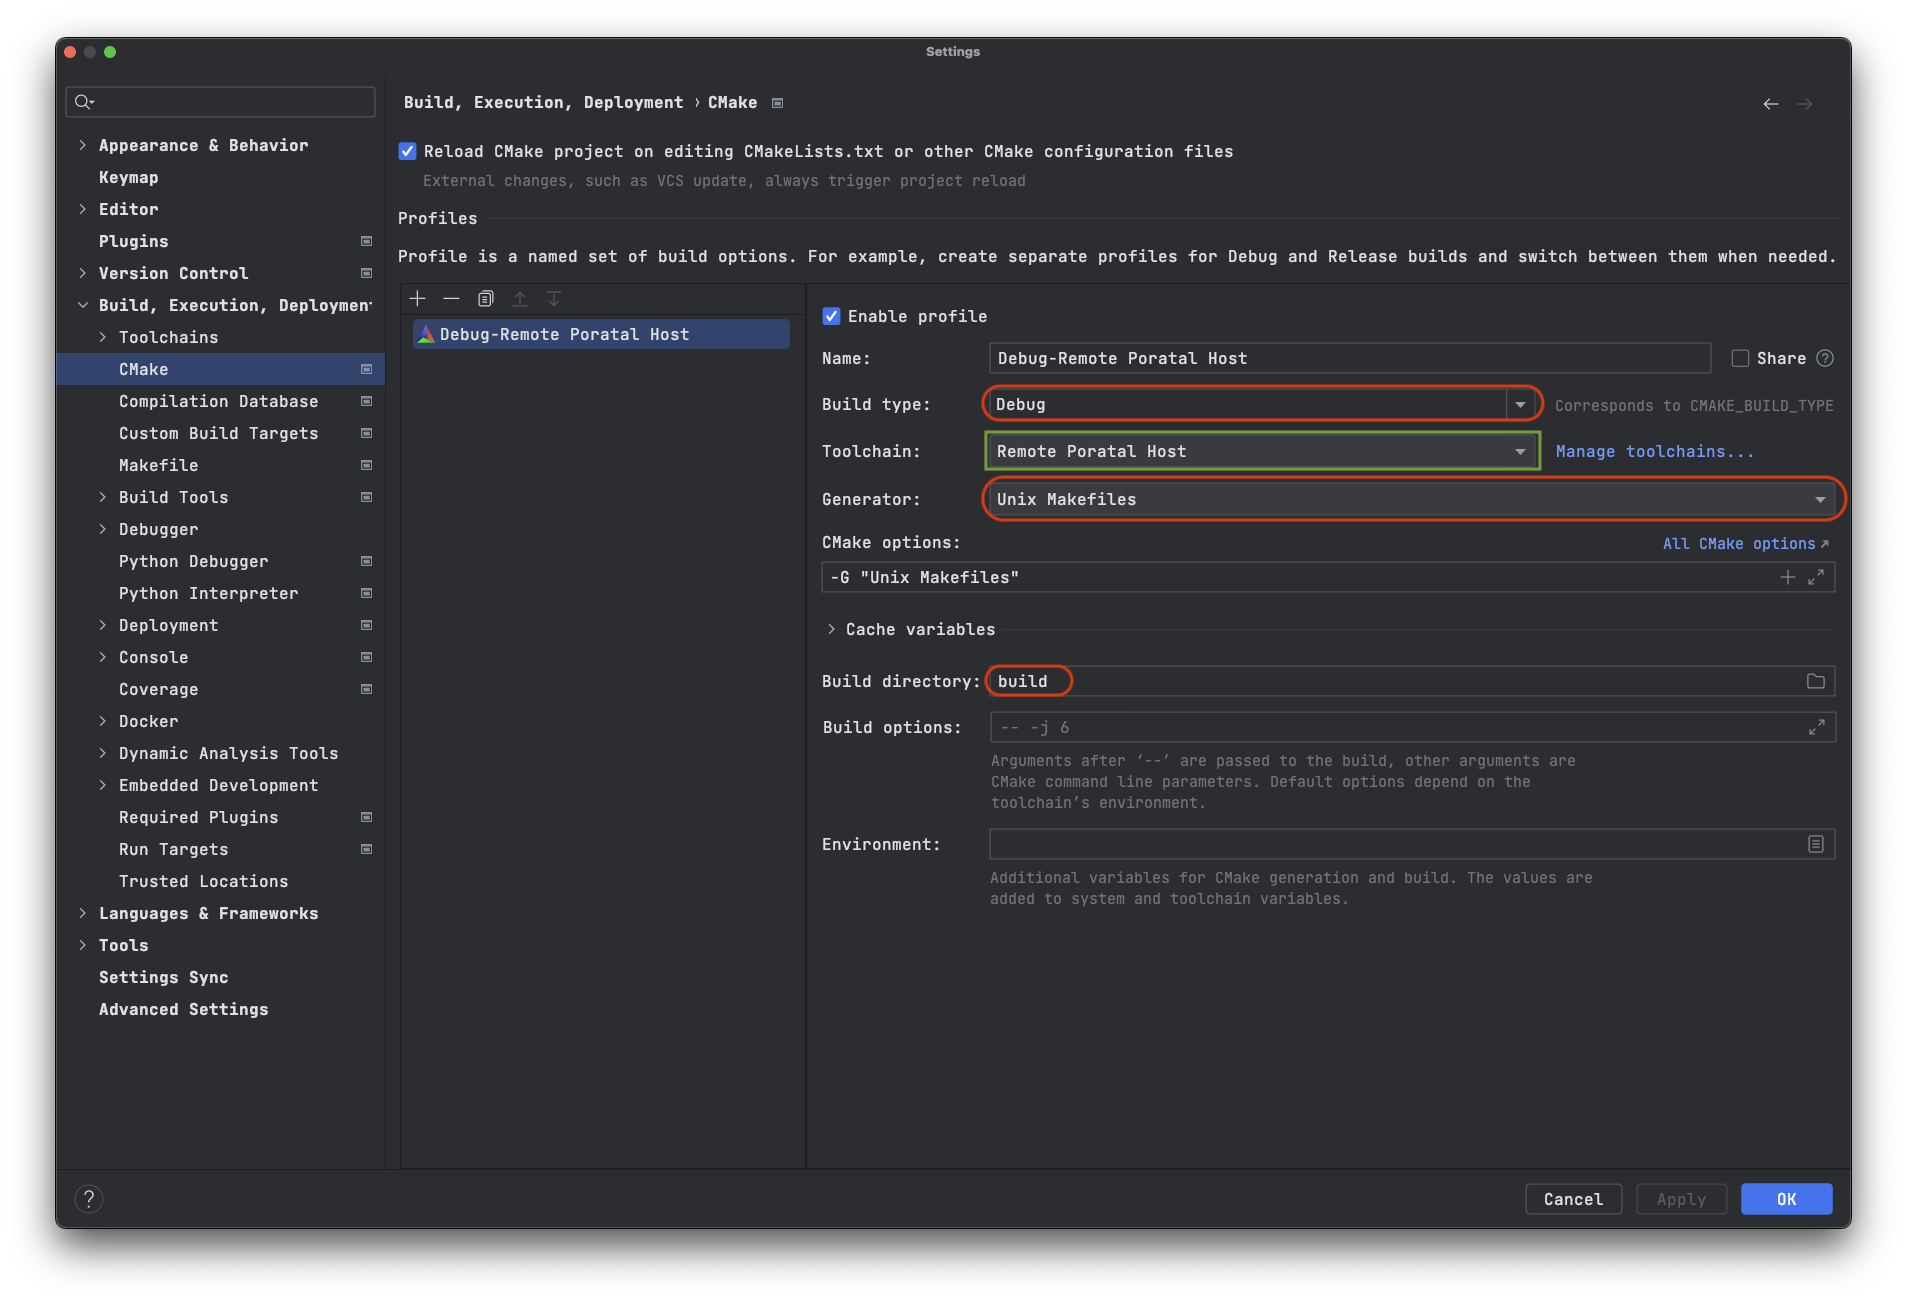 Settings
Build, Execution, Deployment › CMake
Appearance & Behavior
Keymap
Editor
Plugins
Version Control
Build, Execution, Deployment
Toolchains
CMake
Compilation Database
Custom Build Targets
Makefile
Build Tools
Debugger
Python Debugger
Python Interpreter
Deployment
Console
Coverage
Docker
Dynamic Analysis Tools
Embedded Development
Required Plugins
Run Targets
Trusted Locations
Languages & Frameworks
Tools
Settings Sync
Advanced Settings
Reload CMake project on editing CMakeLists.txt or other CMake configuration files
External changes, such as VCS update, always trigger project reload
Profiles
Profile is a named set of build options. For example, create separate profiles for Debug and Release builds and switch between them when needed.
Debug-Remote Poratal Host
Enable profile
Name: Debug-Remote Poratal Host Share ?
Build type: Debug Corresponds to CMAKE_BUILD_TYPE
Toolchain: Remote Poratal Host Manage toolchains...
Generator: Unix Makefiles
CMake options: All CMake options ↗
-G "Unix Makefiles"
Cache variables
Build directory: build
Build options: -- -j 6
Arguments after ‘--’ are passed to the build, other arguments are
CMake command line parameters. Default options depend on the
toolchain’s environment.
Environment:
Additional variables for CMake generation and build. The values are
added to system and toolchain variables.
? Cancel Apply OK